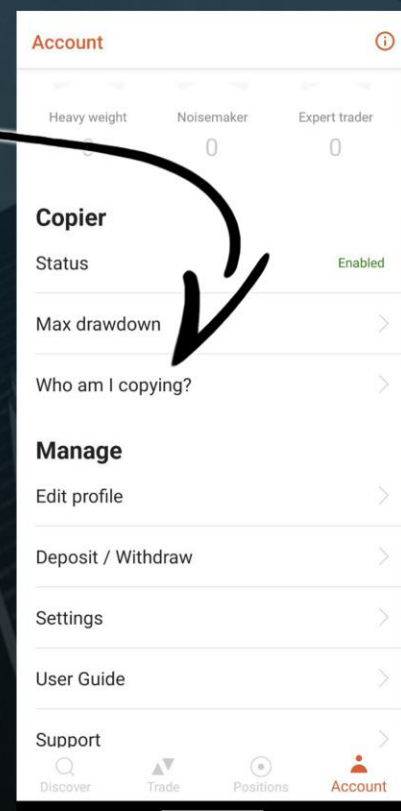 Account
Heavy weight Noisemaker Expert trader
0 0
Copier
Status Enabled
Max drawdown
Who am I copying?
Manage
Edit profile
Deposit / Withdraw
Settings
User Guide
Support
Discover Trade Positions Account